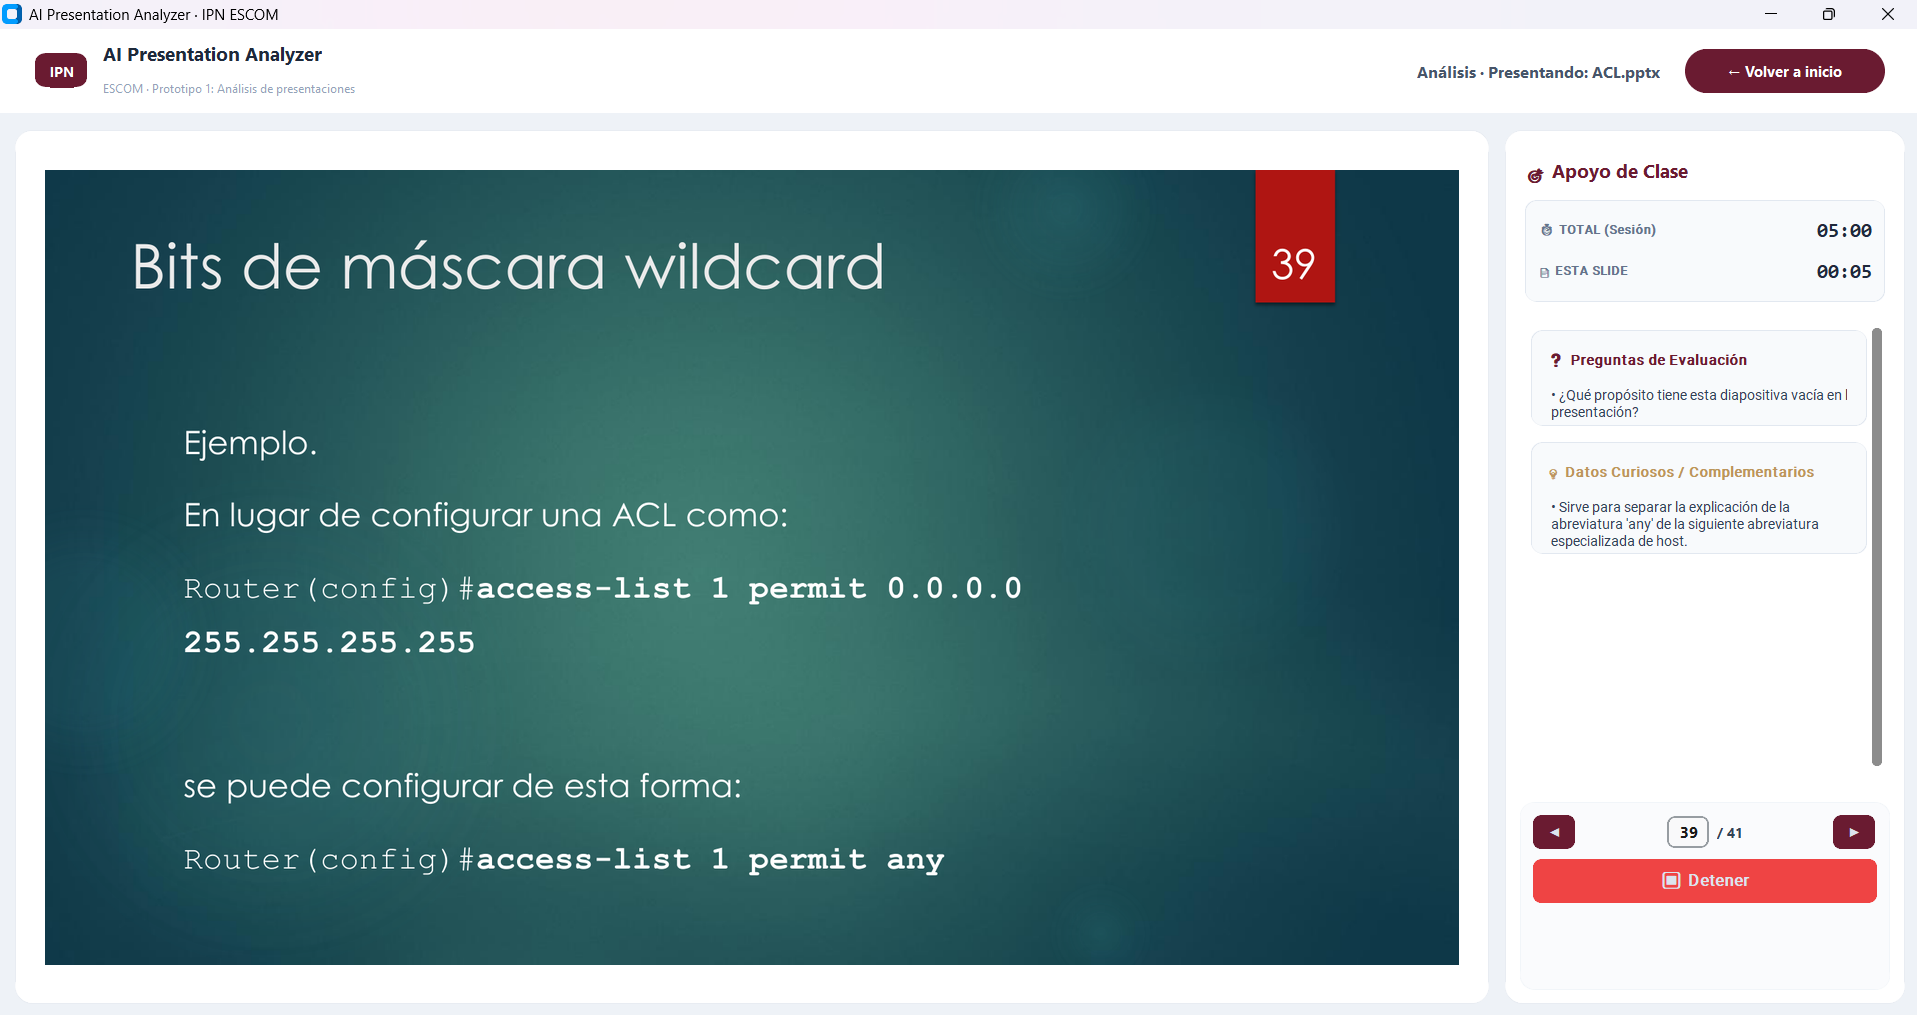 AI Presentation Analyzer · IPN ESCOM
IPN
AI Presentation Analyzer
ESCOM · Prototipo 1: Análisis de presentaciones
Análisis · Presentando: ACL.pptx
← Volver a inicio
Bits de máscara wildcard
39
Ejemplo.
En lugar de configurar una ACL como:
Router(config)#access-list 1 permit 0.0.0.0
255.255.255.255
se puede configurar de esta forma:
Router(config)#access-list 1 permit any
Apoyo de Clase
TOTAL (Sesión) 05:00
ESTA SLIDE 00:05
? Preguntas de Evaluación
• ¿Qué propósito tiene esta diapositiva vacía en
presentación?
Datos Curiosos / Complementarios
• Sirve para separar la explicación de la
abreviatura 'any' de la siguiente abreviatura
especializada de host.
◄ 39 / 41 ►
Detener